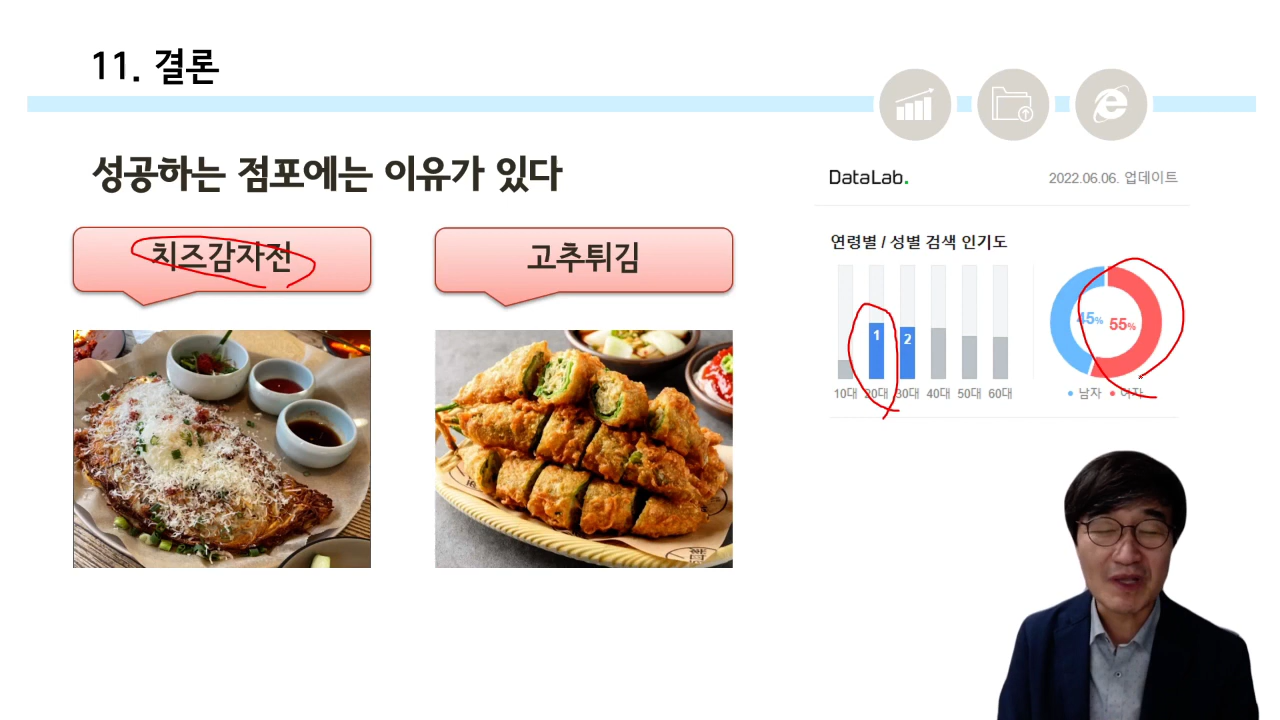 11. 결론
성공하는 점포에는 이유가 있다
치즈감자전
고추튀김
DataLab.
2022.06.06. 업데이트
연령별 / 성별 검색 인기도
1
2
10대 20대 30대 40대 50대 60대
45%
55%
남자 여자